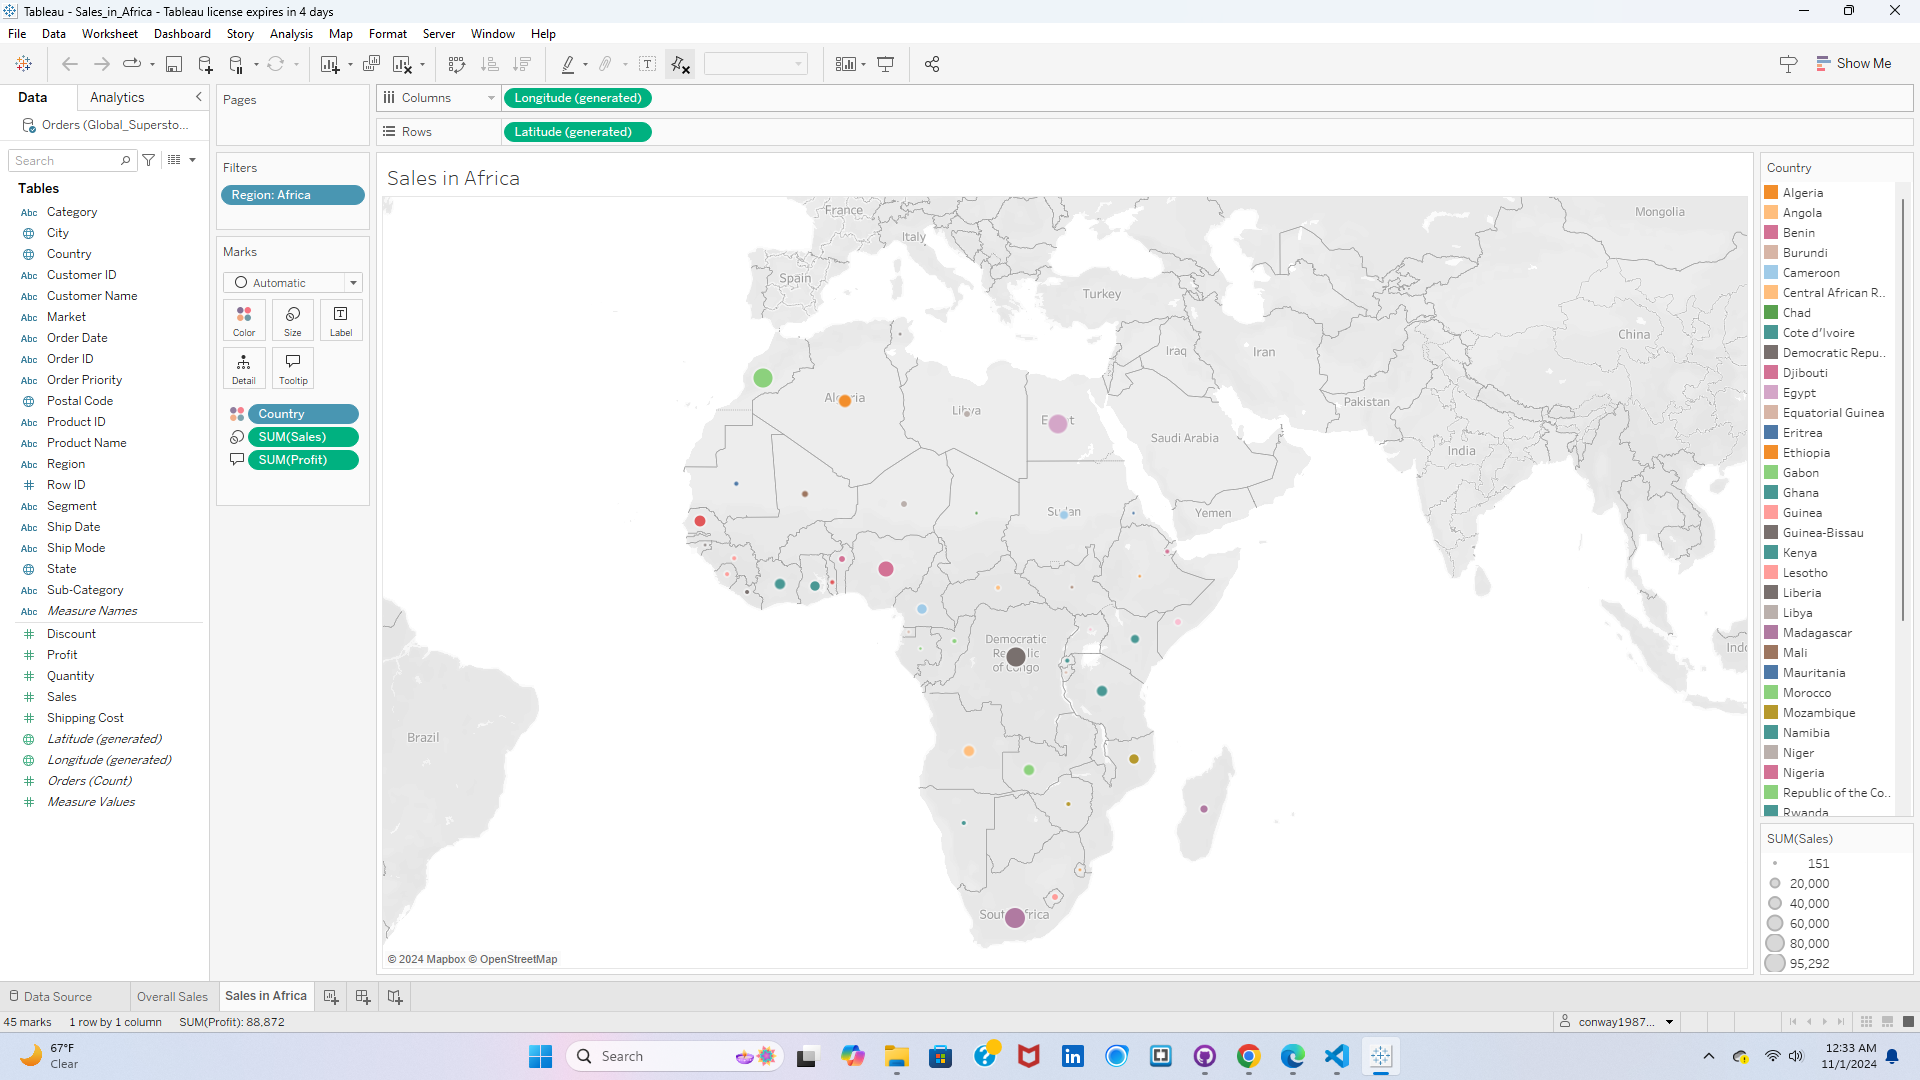 Tableau - Sales_in_Africa - Tableau license expires in 4 days
File Data Worksheet Dashboard Story Analysis Map Format Server Window Help
Show Me
Data Analytics
Orders (Global_Supersto...
Search
Tables
Abc Category
City
Country
Abc Customer ID
Abc Customer Name
Abc Market
Abc Order Date
Abc Order ID
Abc Order Priority
Postal Code
Abc Product ID
Abc Product Name
Abc Region
# Row ID
Abc Segment
Abc Ship Date
Abc Ship Mode
State
Abc Sub-Category
Abc Measure Names
# Discount
# Profit
# Quantity
# Sales
# Shipping Cost
Latitude (generated)
Longitude (generated)
# Orders (Count)
# Measure Values
Pages
Filters
Region: Africa
Marks
Automatic
Color Size Label
Detail Tooltip
Country
SUM(Sales)
SUM(Profit)
Columns Longitude (generated)
Rows Latitude (generated)
Sales in Africa
France
Mongolia
Italy
Spain
Turkey
China
Iraq
Iran
Algeria
Pakistan
Libya
Egypt
Saudi Arabia
India
Sudan
Yemen
Democratic
Republic
of Congo
Indo
Brazil
South Africa
© 2024 Mapbox © OpenStreetMap
Country
Algeria
Angola
Benin
Burundi
Cameroon
Central African R..
Chad
Cote d'Ivoire
Democratic Repu..
Djibouti
Egypt
Equatorial Guinea
Eritrea
Ethiopia
Gabon
Ghana
Guinea
Guinea-Bissau
Kenya
Lesotho
Liberia
Libya
Madagascar
Mali
Mauritania
Morocco
Mozambique
Namibia
Niger
Nigeria
Republic of the Co..
Rwanda
SUM(Sales)
151
20,000
40,000
60,000
80,000
95,292
Data Source Overall Sales Sales in Africa
45 marks 1 row by 1 column SUM(Profit): 88,872
conway1987...
67°F
Clear
Search
12:33 AM
11/1/2024